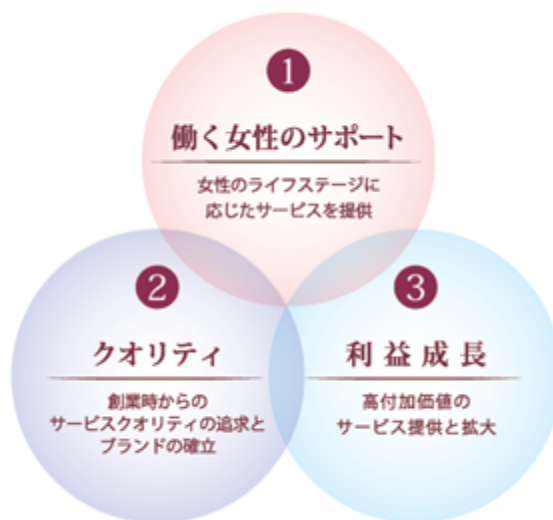 1
働く女性のサポート
女性のライフステージに
応じたサービスを提供
2
クオリティ
創業時からの
サービスクオリティの追求と
ブランドの確立
3
利益成長
高付加価値の
サービス提供と拡大